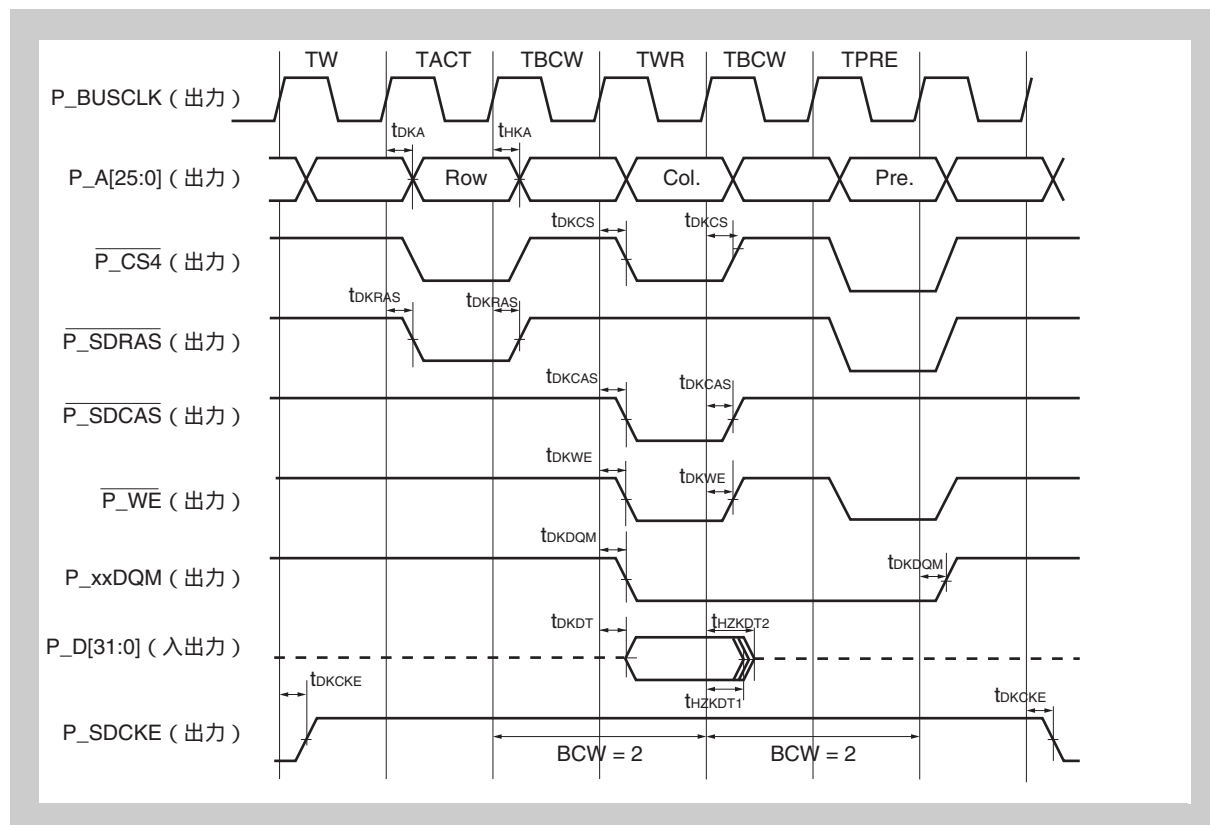 TW TACT TBCW TWR TBCW TPRE
P_BUSCLK（出力）
tDKA tHKA
P_A[25:0]（出力） Row Col. Pre.
tDKCS tDKCS
P_CS4（出力）
tDKRAS tDKRAS
P_SDRAS（出力）
tDKCAS tDKCAS
P_SDCAS（出力）
tDKWE tDKWE
P_WE（出力）
tDKDQM tDKDQM
P_xxDQM（出力）
tDKDT tHZKDT2
P_D[31:0]（入出力）
tDKCKE tHZKDT1 tDKCKE
P_SDCKE（出力）
BCW = 2 BCW = 2